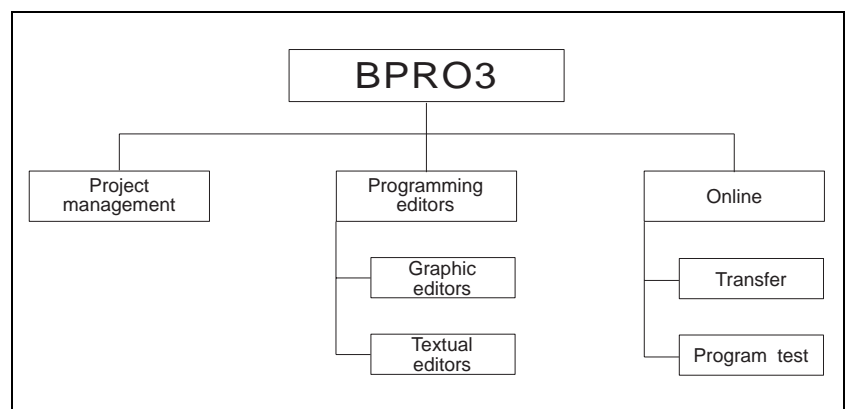 BPRO3
Project
management
Programming
editors
Online
Graphic
editors
Transfer
Textual
editors
Program test